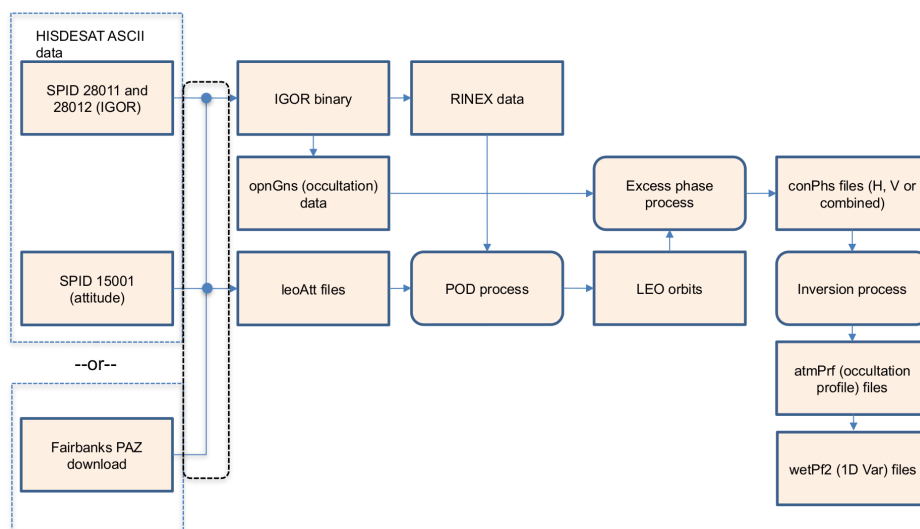 HISDESAT ASCII
data
SPID 28011 and
28012 (IGOR)
IGOR binary
RINEX data
opnGns (occultation)
data
Excess phase
process
conPhs files (H, V or
combined)
SPID 15001
(attitude)
leoAtt files
POD process
LEO orbits
Inversion process
--or--
atmPrf (occultation
profile) files
Fairbanks PAZ
download
wetPf2 (1D Var) files